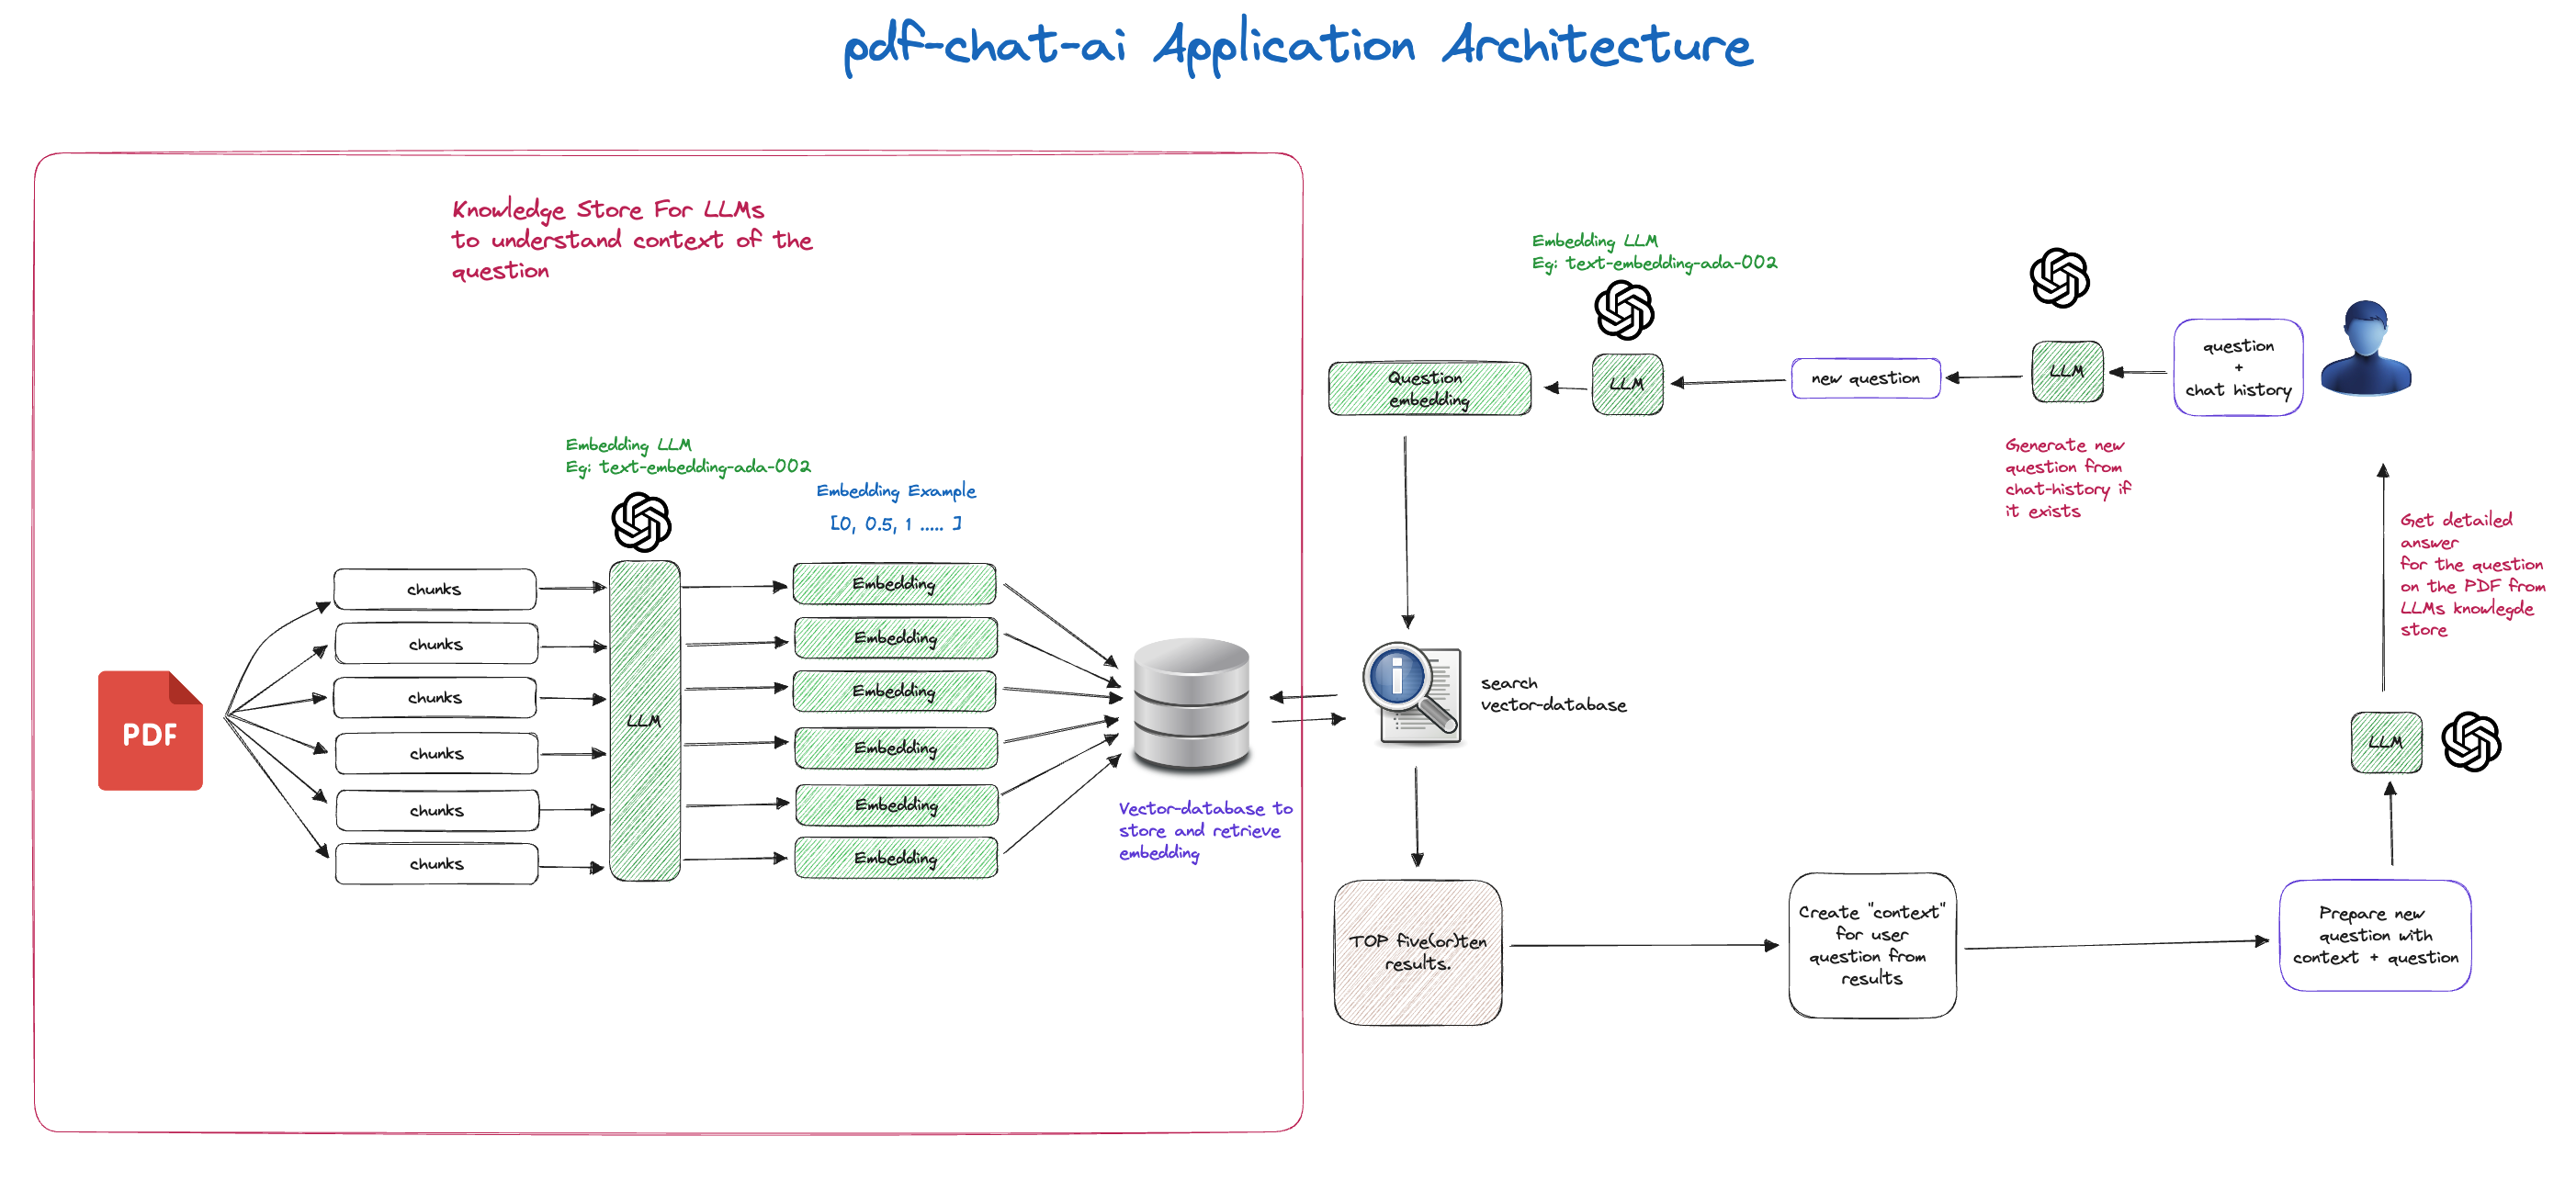 pdf-chat-ai Application Architecture
Knowledge Store For LLMs
to understand context of the
question
Embedding LLM
Eg: text-embedding-ada-002
Embedding Example
[0, 0.5, 1 ..... ]
PDF
chunks
chunks
chunks
chunks
chunks
chunks
LLM
Embedding
Embedding
Embedding
Embedding
Embedding
Embedding
Vector-database to
store and retrieve
embedding
Embedding LLM
Eg: text-embedding-ada-002
Question
embedding
LLM
new question
LLM
question
+
chat history
Generate new
question from
chat-history if
it exists
Get detailed
answer
for the question
on the PDF from
LLMs knowlegde
store
i
search
vector-database
LLM
TOP five(or)ten
results.
Create "context"
for user
question from
results
Prepare new
question with
context + question